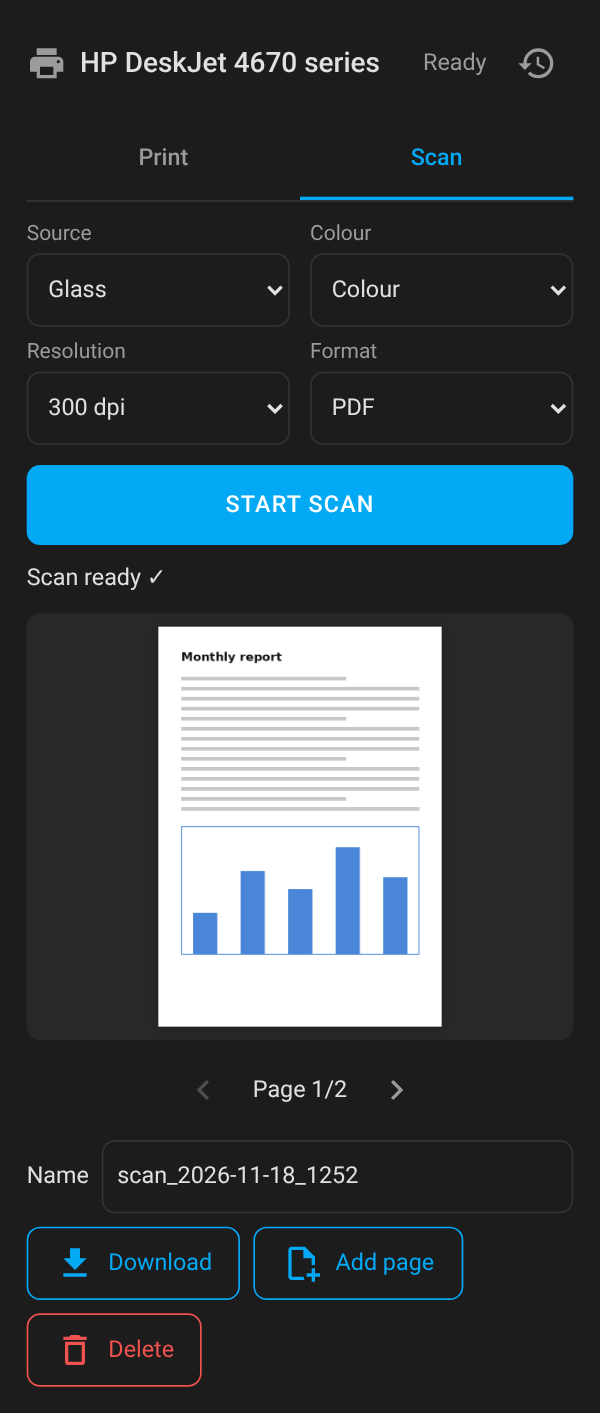 HP DeskJet 4670 series Ready
Print Scan
Source Colour
Glass Colour
Resolution Format
300 dpi PDF
START SCAN
Scan ready ✓
Monthly report
Page 1/2
Name scan_2026-11-18_1252
Download Add page
Delete